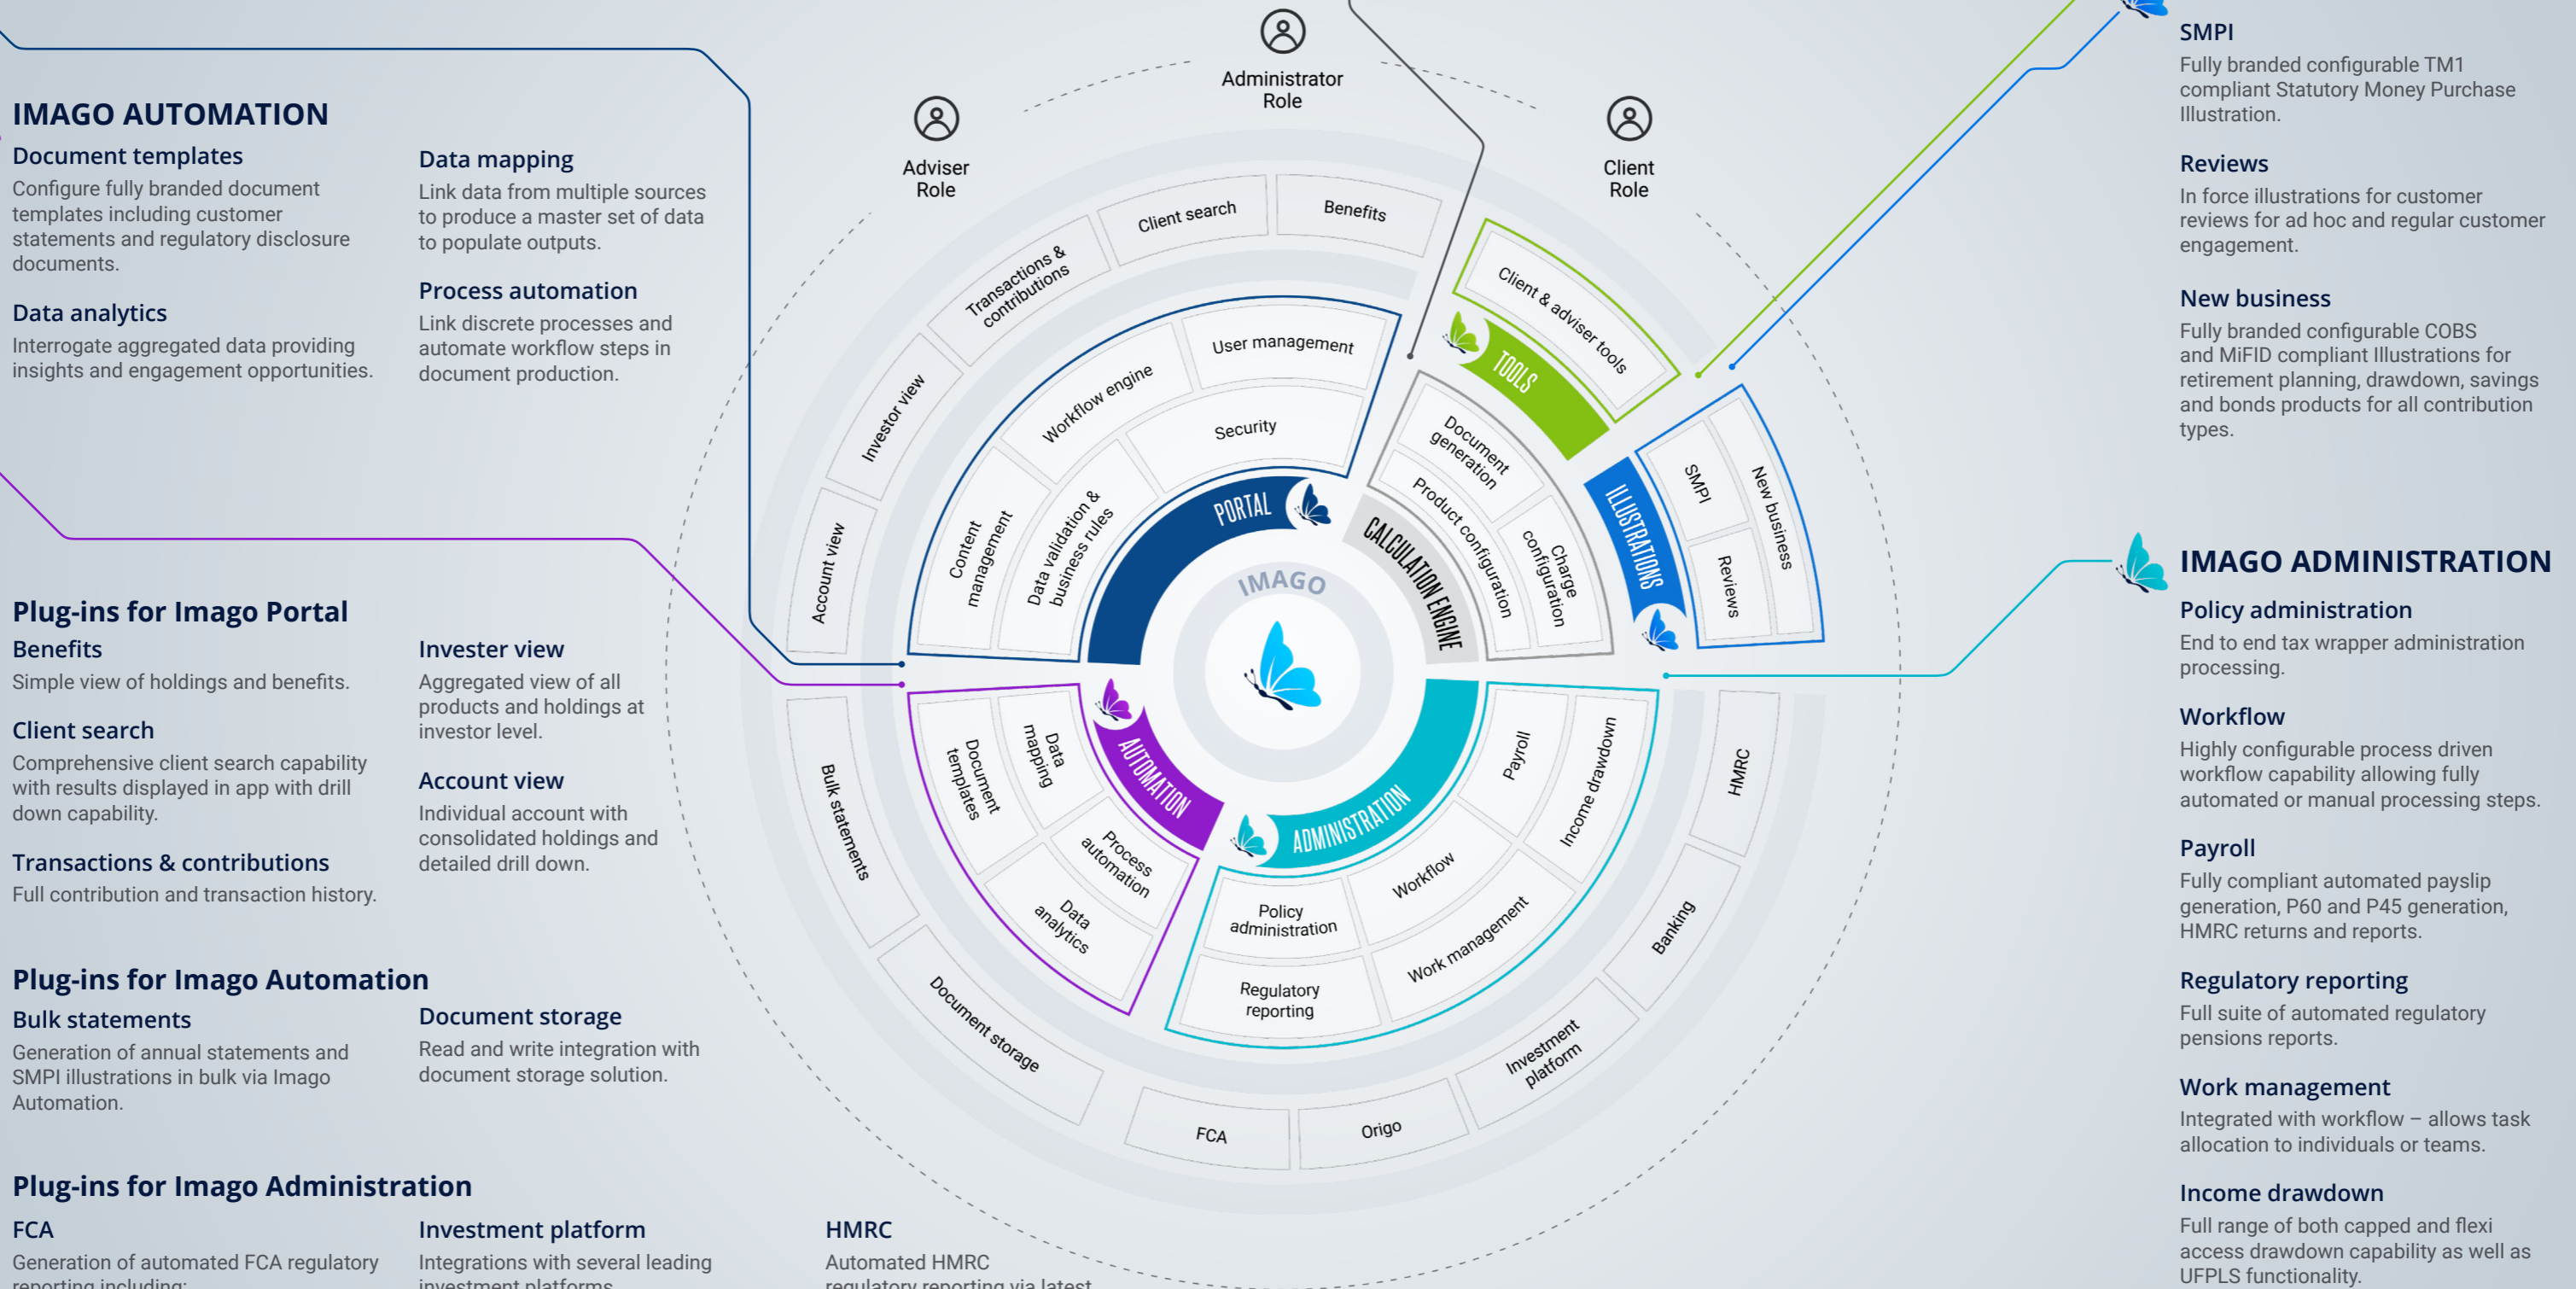 IMAGO AUTOMATION
Document templates
Configure fully branded document
templates including customer
statements and regulatory disclosure
documents.
Data analytics
Interrogate aggregated data providing
insights and engagement opportunities.
Data mapping
Link data from multiple sources
to produce a master set of data
to populate outputs.
Process automation
Link discrete processes and
automate workflow steps in
document production.
Plug-ins for Imago Portal
Benefits
Simple view of holdings and benefits.
Client search
Comprehensive client search capability
with results displayed in app with drill
down capability.
Transactions & contributions
Full contribution and transaction history.
Invester view
Aggregated view of all
products and holdings at
investor level.
Account view
Individual account with
consolidated holdings and
detailed drill down.
Plug-ins for Imago Automation
Bulk statements
Generation of annual statements and
SMPI illustrations in bulk via Imago
Automation.
Document storage
Read and write integration with
document storage solution.
Plug-ins for Imago Administration
FCA
Generation of automated FCA regulatory
reporting including:
Investment platform
Integrations with several leading
investment platforms
HMRC
Automated HMRC
regulatory reporting via latest
Adviser
Role
Administrator
Role
Client
Role
Account view
Investor view
Transactions &
contributions
Client search
Benefits
Content
management
Workflow engine
User management
Data validation &
business rules
Security
PORTAL
Client & adviser tools
TOOLS
Document
generation
Product configuration
Charge
configuration
CALCULATION ENGINE
ILLUSTRATIONS
SMPI
New business
Reviews
IMAGO
Document
templates
Data
mapping
Process
automation
Data
analytics
AUTOMATION
Bulk statements
Document storage
ADMINISTRATION
Payroll
Income drawdown
Workflow
Work management
Policy
administration
Regulatory
reporting
HMRC
Banking
Investment
platform
Origo
FCA
SMPI
Fully branded configurable TM1
compliant Statutory Money Purchase
Illustration.
Reviews
In force illustrations for customer
reviews for ad hoc and regular customer
engagement.
New business
Fully branded configurable COBS
and MiFID compliant Illustrations for
retirement planning, drawdown, savings
and bonds products for all contribution
types.
IMAGO ADMINISTRATION
Policy administration
End to end tax wrapper administration
processing.
Workflow
Highly configurable process driven
workflow capability allowing fully
automated or manual processing steps.
Payroll
Fully compliant automated payslip
generation, P60 and P45 generation,
HMRC returns and reports.
Regulatory reporting
Full suite of automated regulatory
pensions reports.
Work management
Integrated with workflow – allows task
allocation to individuals or teams.
Income drawdown
Full range of both capped and flexi
access drawdown capability as well as
UFPLS functionality.